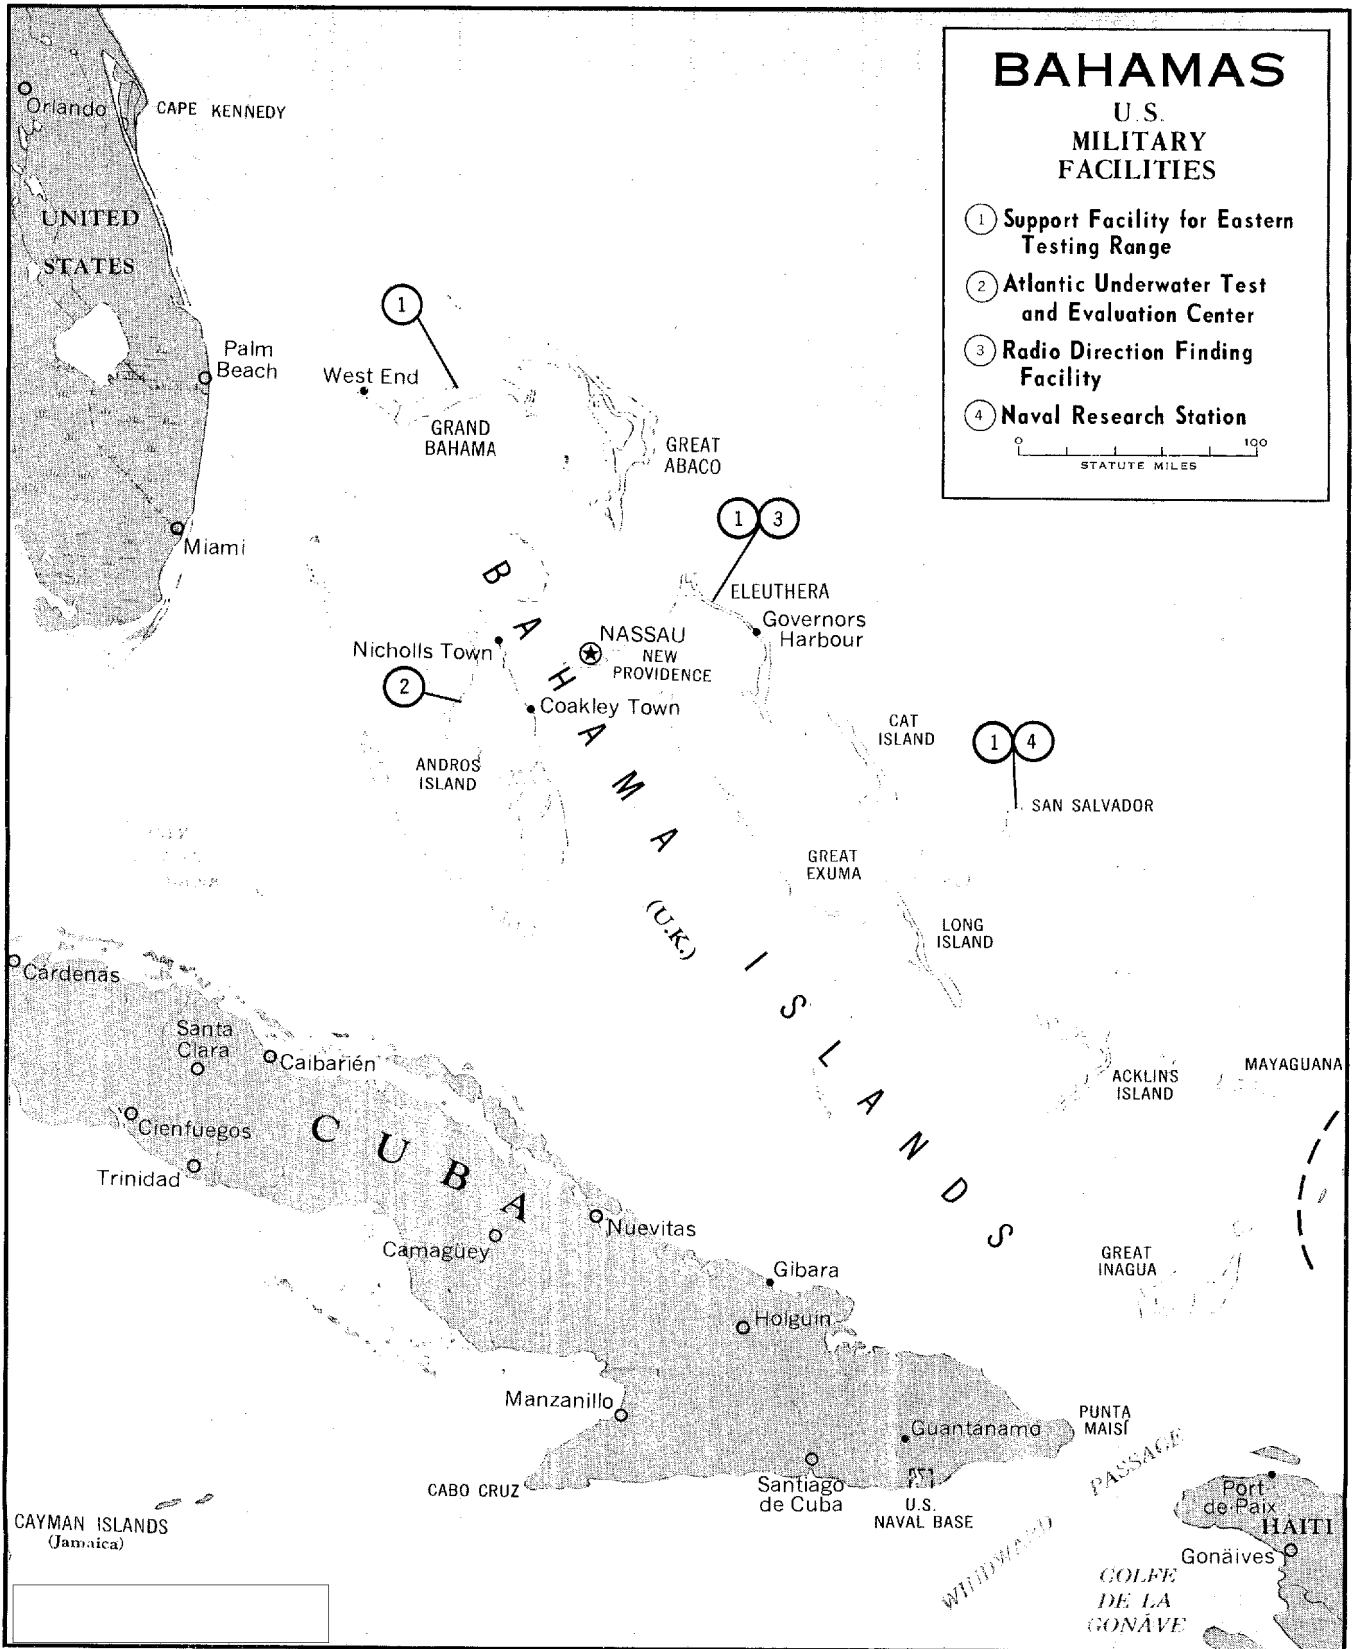 BAHAMAS
U.S.
MILITARY
FACILITIES
1 Support Facility for Eastern
Testing Range
2 Atlantic Underwater Test
and Evaluation Center
3 Radio Direction Finding
Facility
4 Naval Research Station
0 100
STATUTE MILES
Orlando
CAPE KENNEDY
UNITED
STATES
1
Palm
Beach
West End
GRAND
BAHAMA
GREAT
ABACO
1 3
Miami
ELEUTHERA
Governors
Harbour
NASSAU
NEW
PROVIDENCE
Nicholls Town
2
Coakley Town
ANDROS
ISLAND
CAT
ISLAND
1 4
SAN SALVADOR
GREAT
EXUMA
LONG
ISLAND
BAHAMA ISLANDS
(U.K.)
Cárdenas
Santa
Clara
Caibarién
Cienfuegos
Trinidad
CUBA
Camagüey
Nuevitas
ACKLINS
ISLAND
MAYAGUANA
GREAT
INAGUA
Gibara
Holguín
Manzanillo
Guantánamo
PUNTA
MAISÍ
CABO CRUZ
Santiago
de Cuba
U.S.
NAVAL BASE
WINDWARD PASSAGE
Port
de Paix
HAITI
Gonäives
GOLFE
DE LA
GONÂVE
CAYMAN ISLANDS
(Jamaica)